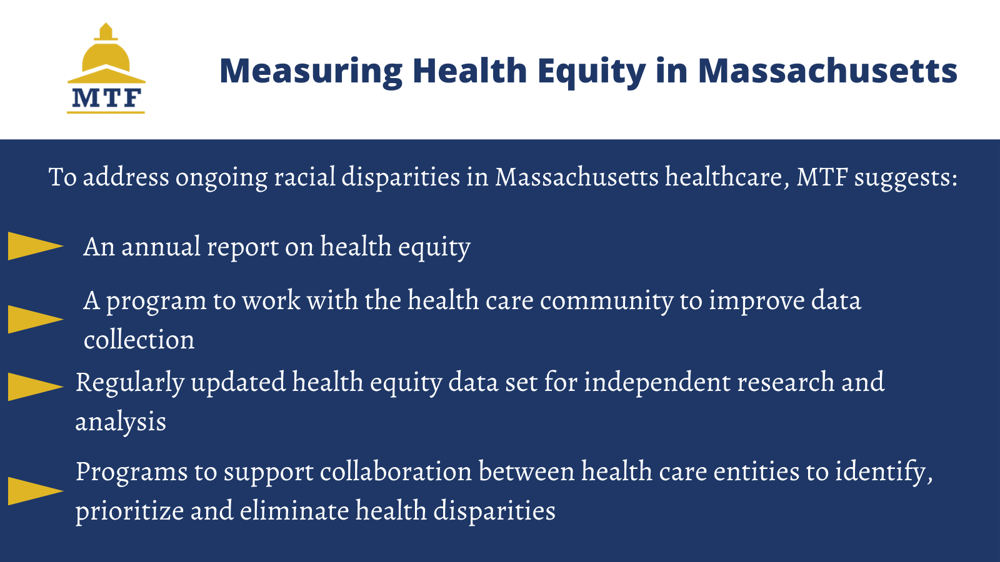 MTF
Measuring Health Equity in Massachusetts
To address ongoing racial disparities in Massachusetts healthcare, MTF suggests:
An annual report on health equity
A program to work with the health care community to improve data
collection
Regularly updated health equity data set for independent research and
analysis
Programs to support collaboration between health care entities to identify,
prioritize and eliminate health disparities